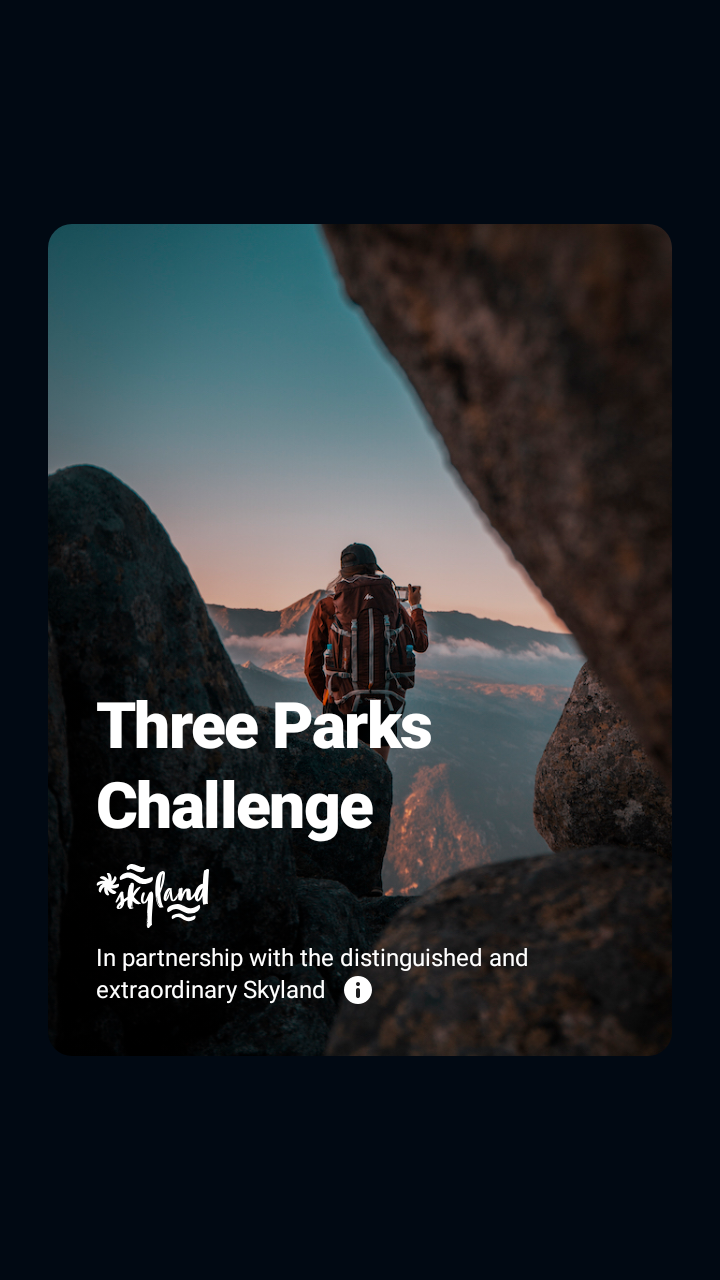 Three Parks
Challenge
skyland
In partnership with the distinguished and
extraordinary Skyland